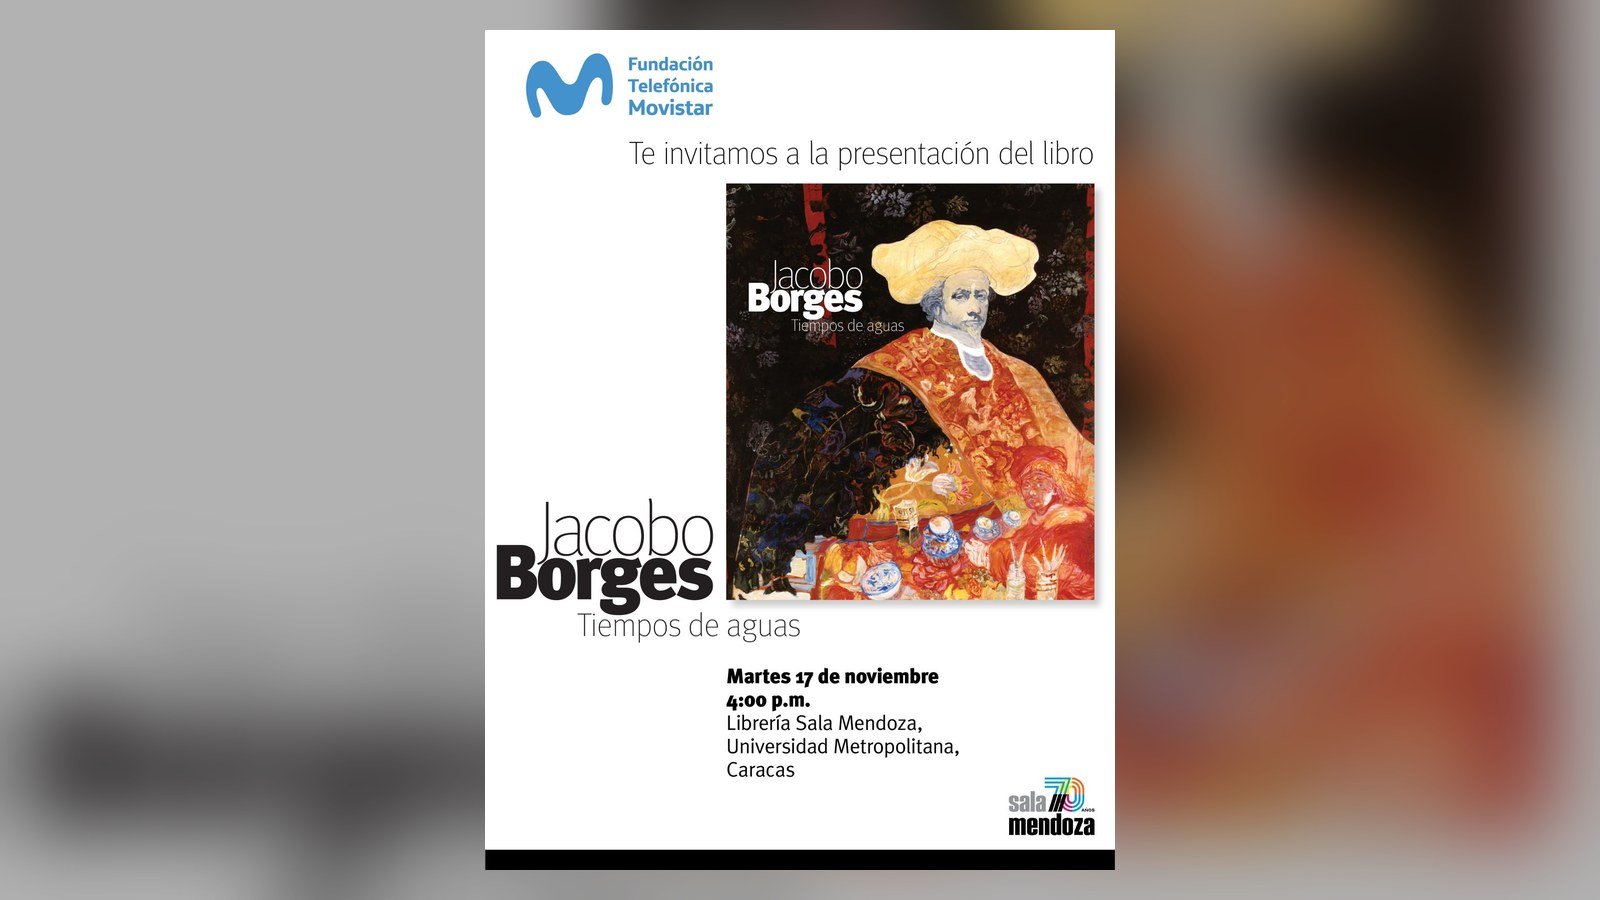 Fundación
Telefónica
Movistar
Te invitamos a la presentación del libro
Jacobo
Borges
Tiempos de aguas
Jacobo
Borges
Tiempos de aguas
Martes 17 de noviembre
4:00 p.m.
Librería Sala Mendoza,
Universidad Metropolitana,
Caracas
sala 70 AÑOS
mendoza